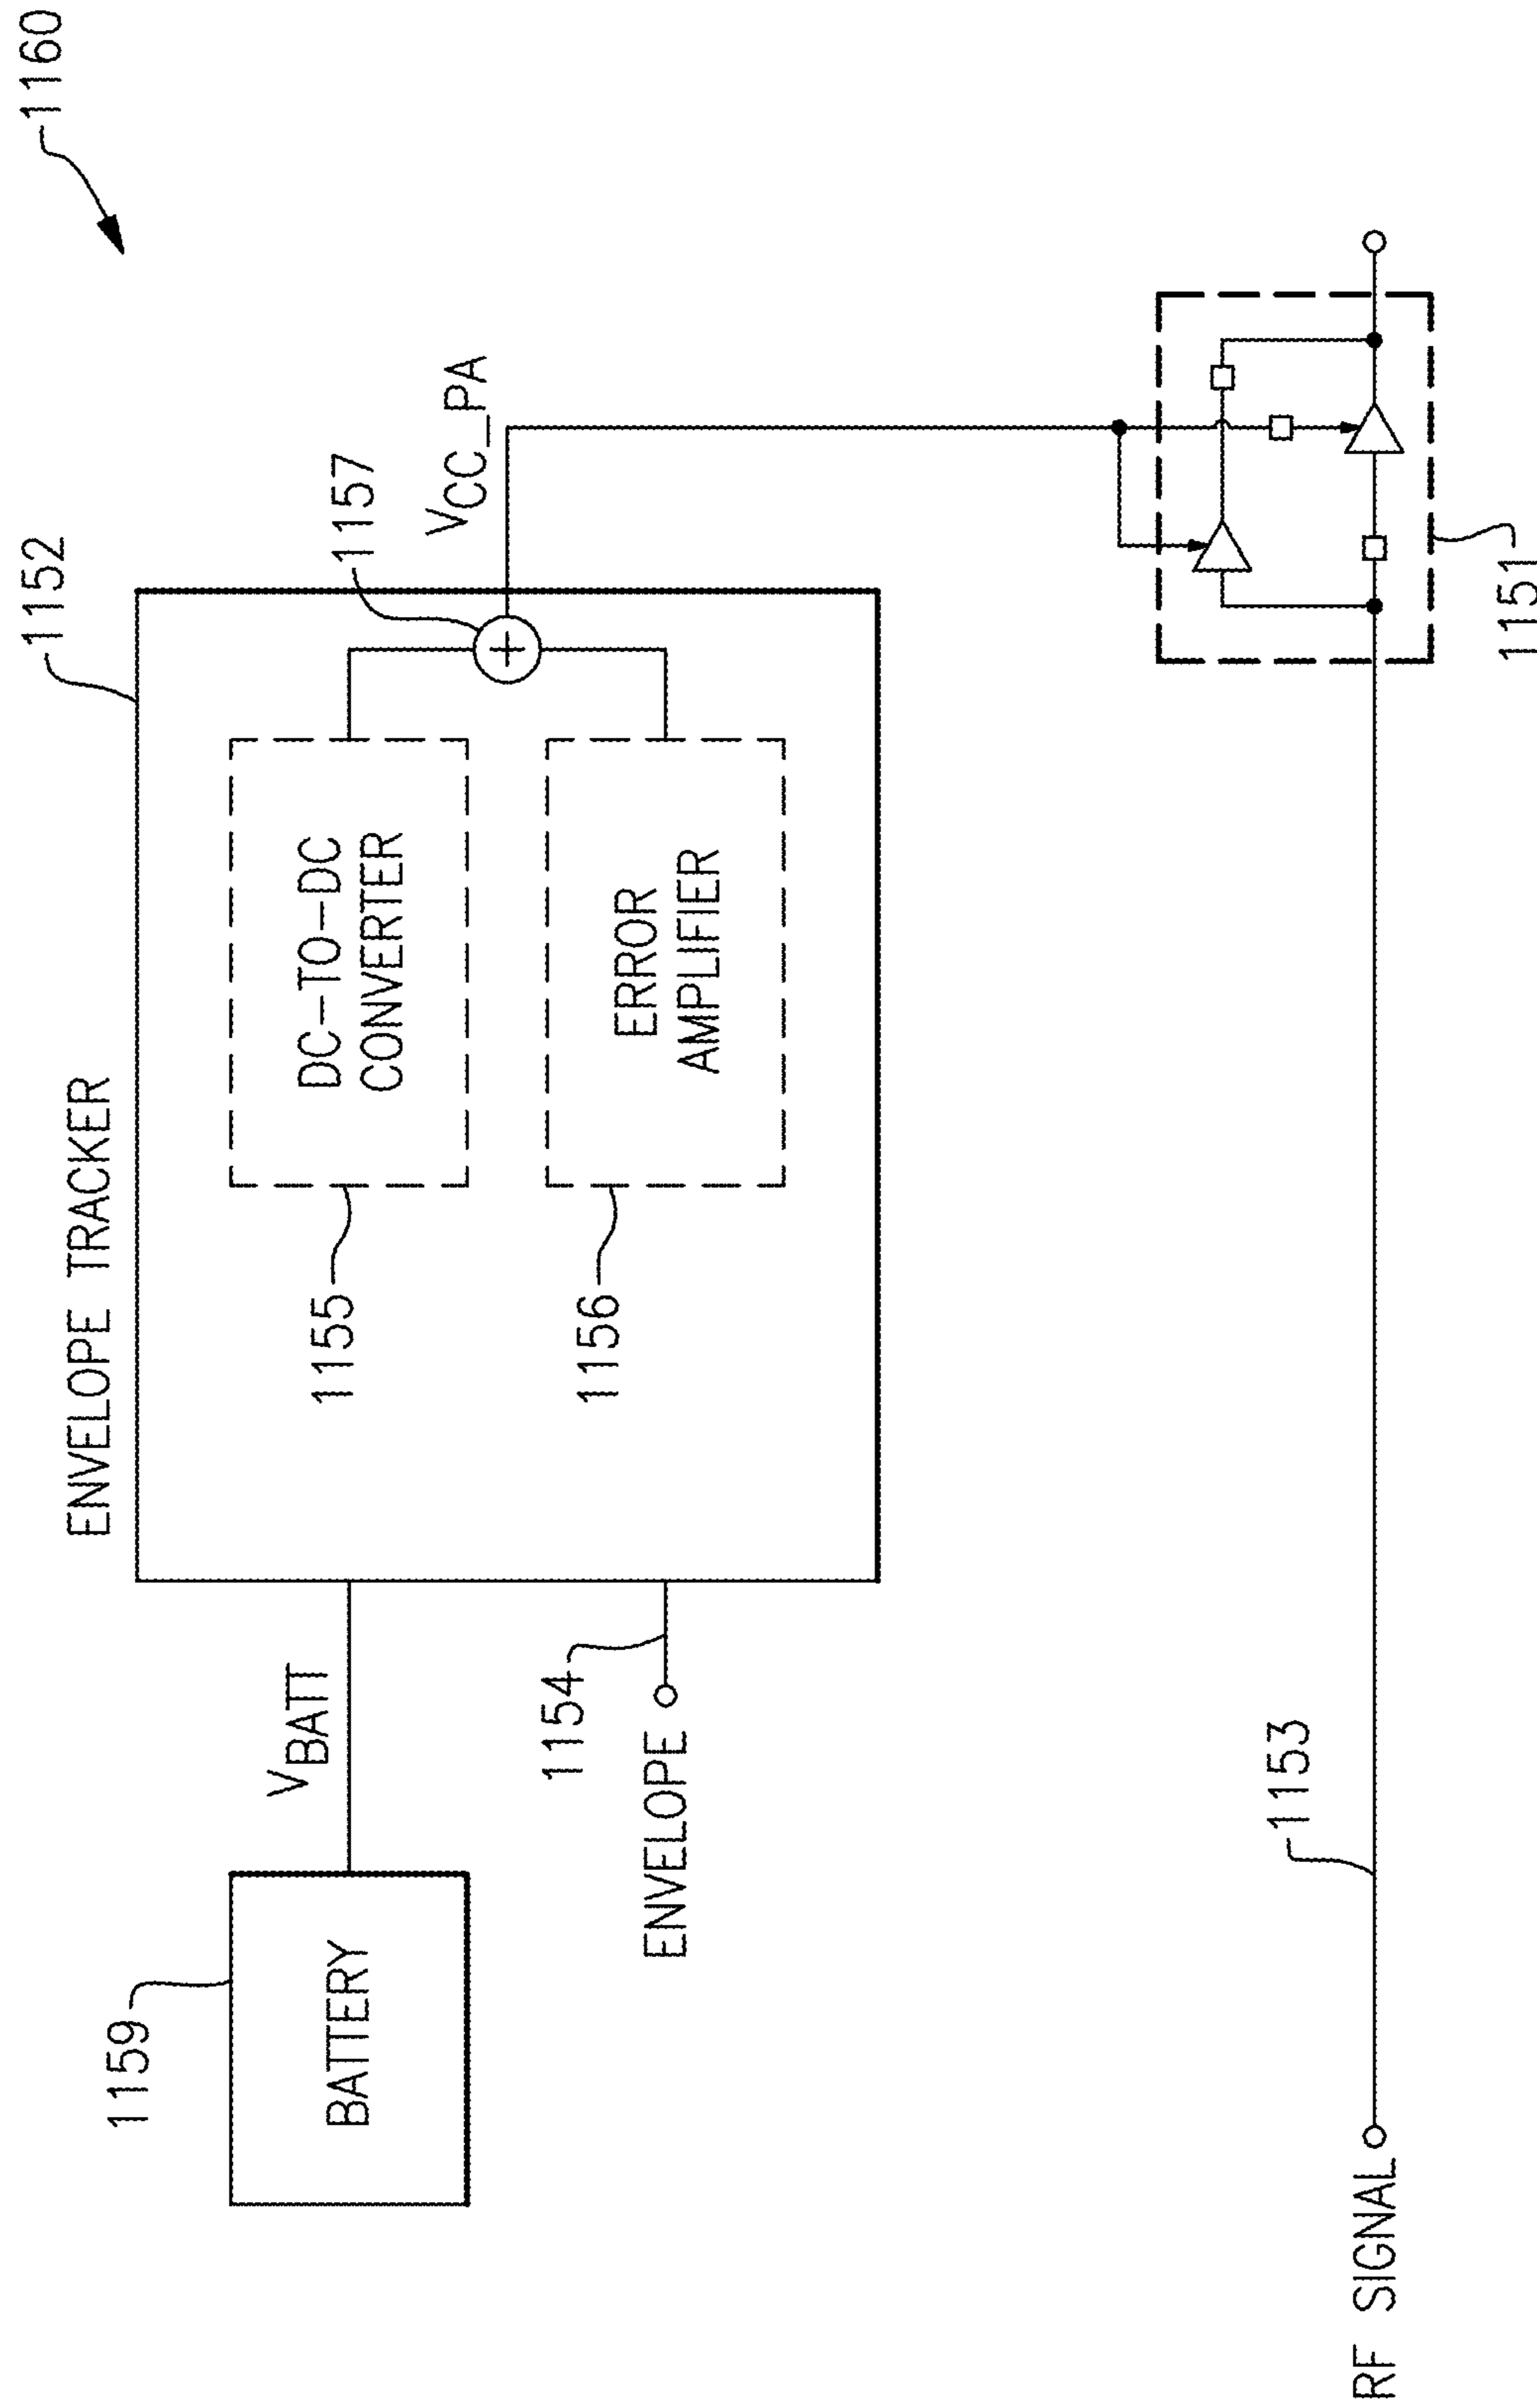 1160
1152
ENVELOPE TRACKER
1159
BATTERY
VBATT
1155
DC-TO-DC
CONVERTER
1157
VCC_PA
1154
ENVELOPE
1156
ERROR
AMPLIFIER
1153
RF SIGNAL
1151